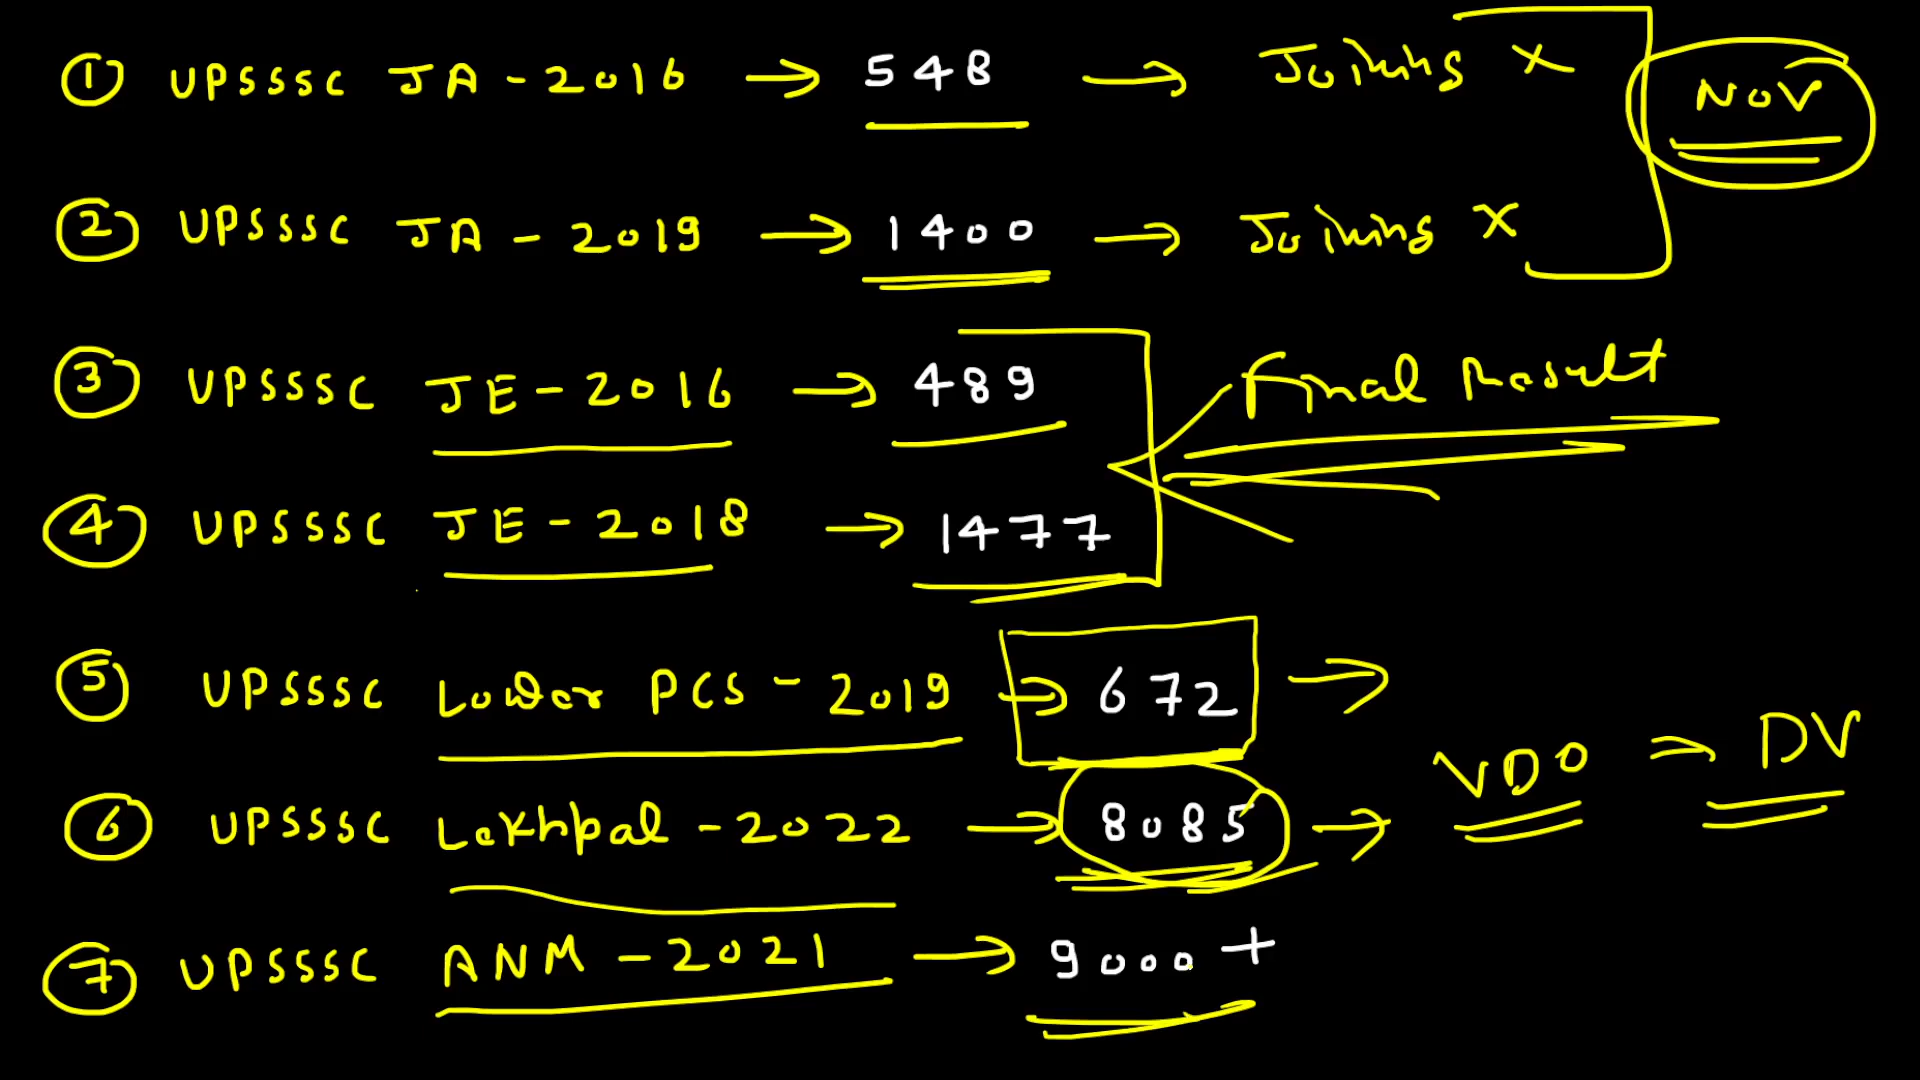 ① UPSSSC JA - 2016 → 548 → Joining × NOV
② UPSSSC JA - 2019 → 1400 → Joining ×
③ UPSSSC JE - 2016 → 489 Final Result
④ UPSSSC JE - 2018 → 1477
⑤ UPSSSC Lower PCS - 2019 → 672 →
⑥ UPSSSC Lekhpal - 2022 → 8085 → VDO → DV
⑦ UPSSSC ANM - 2021 → 9000 +